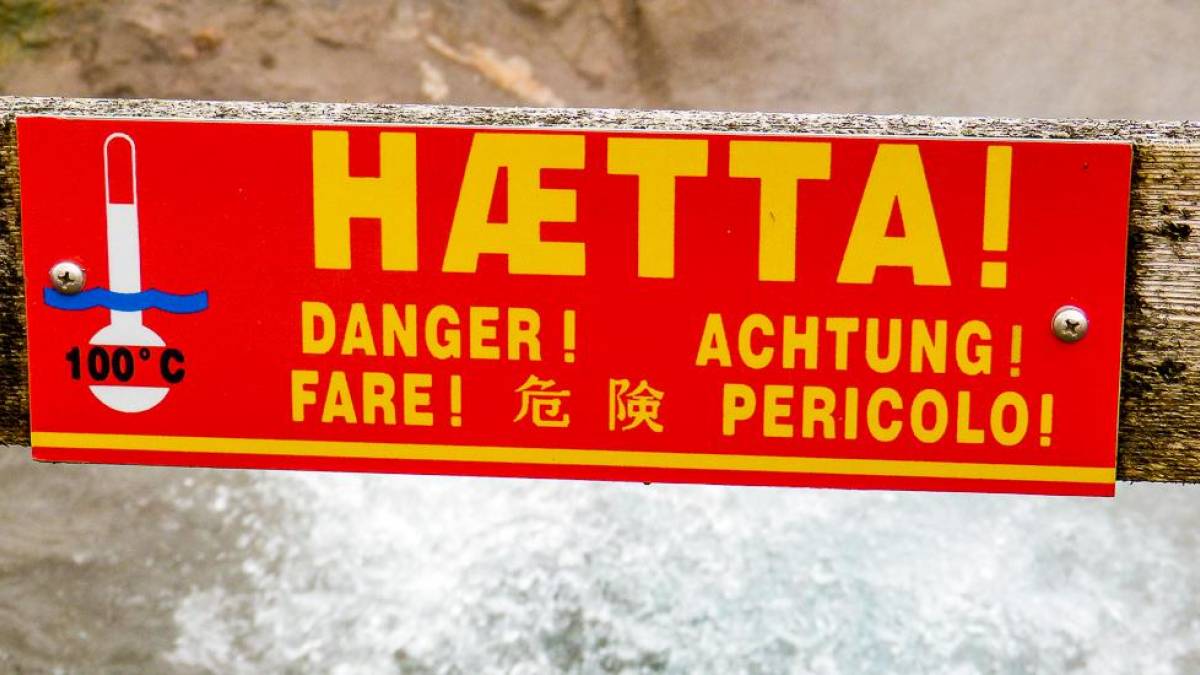 HÆTTA!
DANGER! ACHTUNG!
FARE! 危険 PERICOLO!
100°C